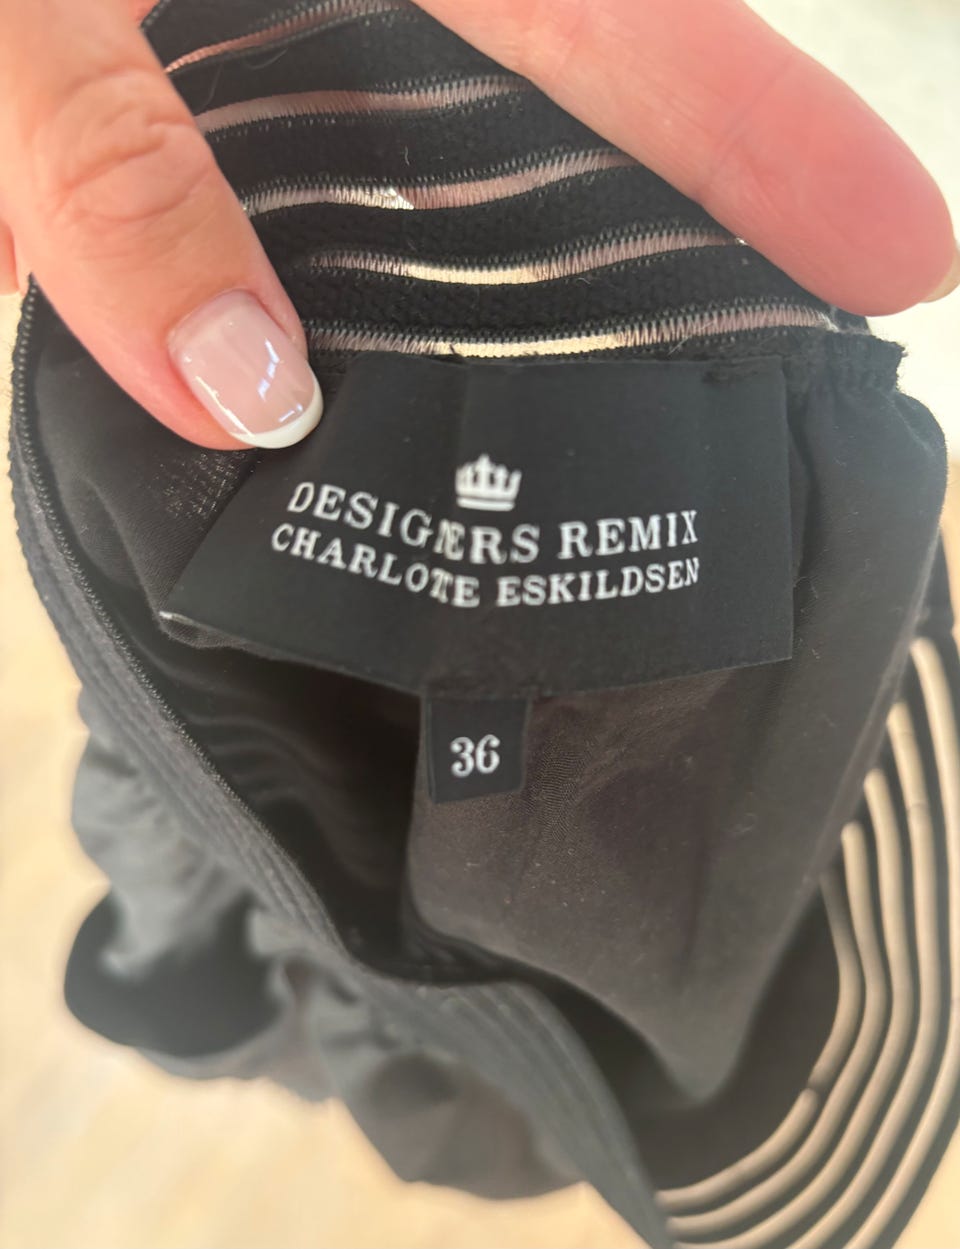 DESIGNERS REMIX
CHARLOTTE ESKILDSEN
36